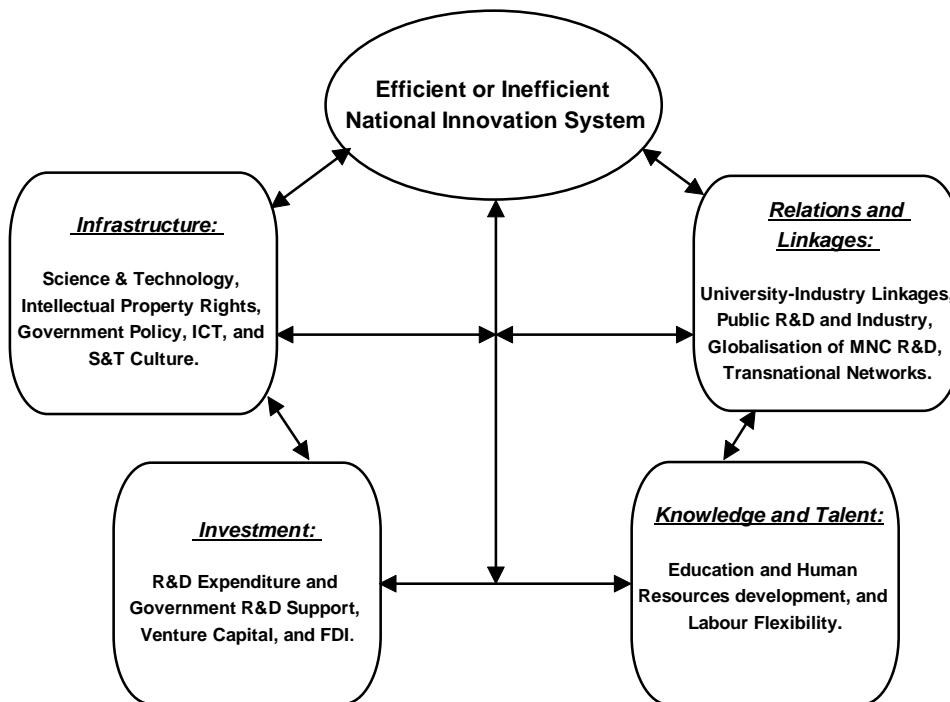 Efficient or Inefficient
National Innovation System
Infrastructure:
Science & Technology,
Intellectual Property Rights,
Government Policy, ICT, and
S&T Culture.
Relations and
Linkages:
University-Industry Linkages,
Public R&D and Industry,
Globalisation of MNC R&D,
Transnational Networks.
Investment:
R&D Expenditure and
Government R&D Support,
Venture Capital, and FDI.
Knowledge and Talent:
Education and Human
Resources development, and
Labour Flexibility.